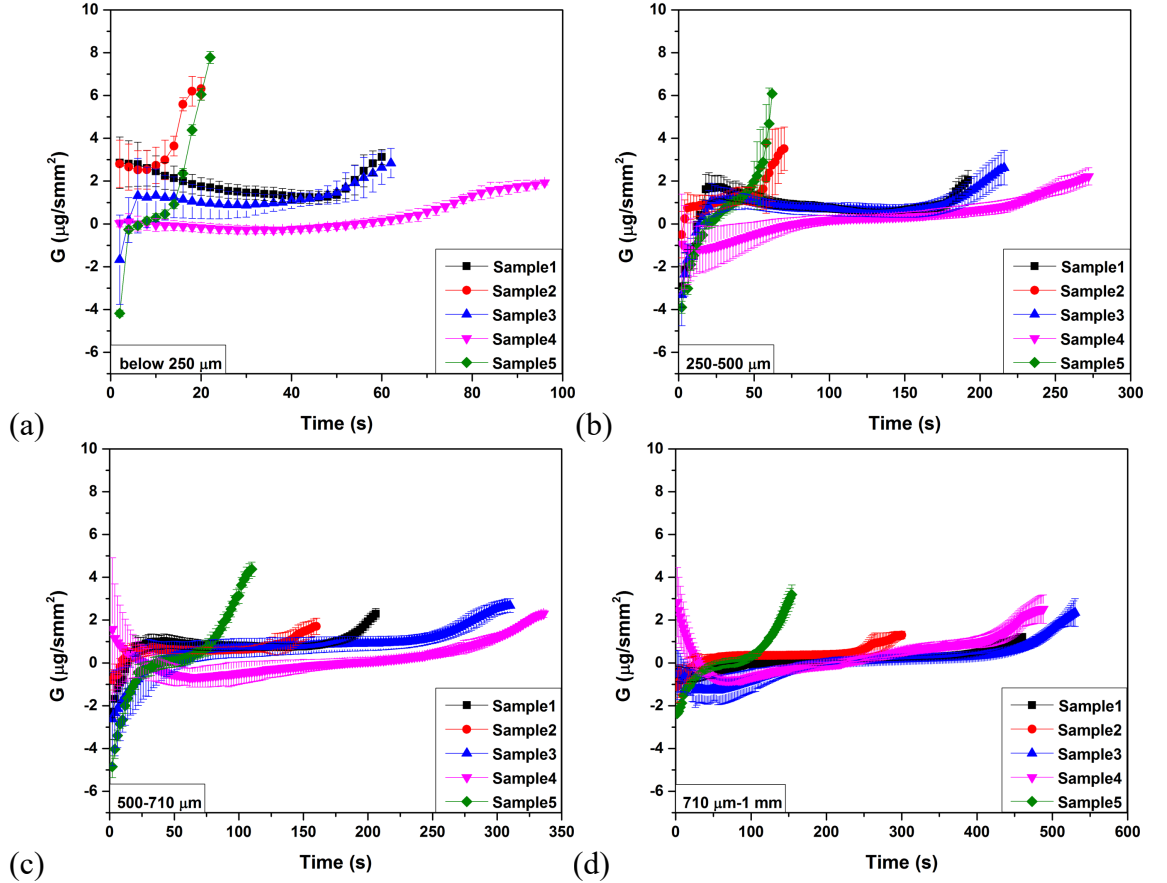 10
8
6
4
2
0
-2
-4
-6
G (μg/smm²)
0 20 40 60 80 100
Time (s)
Sample1
Sample2
Sample3
Sample4
Sample5
below 250 μm
(a)
10
8
6
4
2
0
-2
-4
-6
G (μg/smm²)
0 50 100 150 200 250 300
Time (s)
Sample1
Sample2
Sample3
Sample4
Sample5
250-500 μm
(b)
10
8
6
4
2
0
-2
-4
-6
G (μg/smm²)
0 50 100 150 200 250 300 350
Time (s)
Sample1
Sample2
Sample3
Sample4
Sample5
500-710 μm
(c)
10
8
6
4
2
0
-2
-4
-6
G (μg/smm²)
0 100 200 300 400 500 600
Time (s)
Sample1
Sample2
Sample3
Sample4
Sample5
710 μm-1 mm
(d)